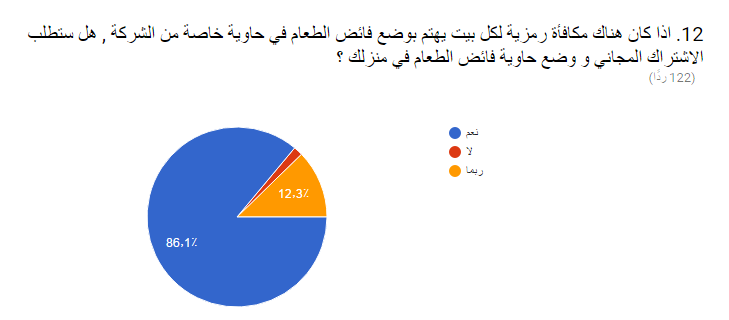 12. اذا كان هناك مكافأة رمزية لكل بيت يهتم بوضع فائض الطعام في حاوية خاصة من الشركة , هل ستطلب
الاشتراك المجاني و وضع حاوية فائض الطعام في منزلك ؟
(122 ردًا)
نعم
لا
ربما
12.3٪
86.1٪